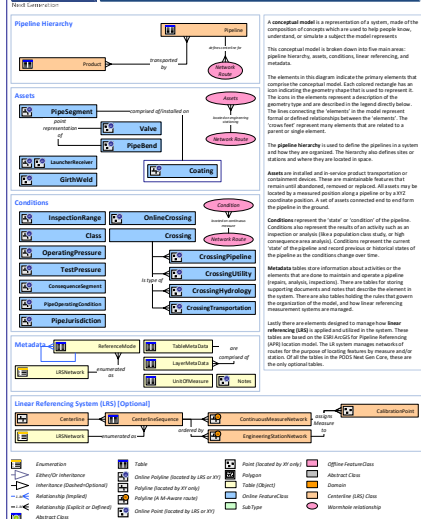 Next Generation
Pipeline Hierarchy
Pipeline
defines centerline for
Product
transported
by
Network
Route
Assets
PipeSegment
comprised of/installed on
Assets
point
representation
of
Valve
PipeBend
located on engineering
stationing
Network Route
LauncherReceiver
GirthWeld
Coating
Conditions
InspectionRange
OnlineCrossing
Condition
Class
Crossing
located on continuous
measure
OperatingPressure
Network Route
TestPressure
CrossingPipeline
ConsequenceSegment
CrossingUtility
Is type of
CrossingHydrology
PipeOperatingCondition
CrossingTransportation
PipeJurisdiction
Metadata
ReferenceMode
TableMetaData
are
LayerMetaData
comprised of
LRSNetwork
enumerated
as
UnitOfMeasure
Notes
Linear Referencing System (LRS) [Optional]
Centerline
CenterlineSequence
ContinuousMeasureNetwork
CalibrationPoint
assigns
Measure
to
LRSNetwork
enumerated as
ordered by
EngineeringStationNetwork
A conceptual model is a representation of a system, made of the
composition of concepts which are used to help people know,
understand, or simulate a subject the model represents
This conceptual model is broken down into five main areas:
pipeline hierarchy, assets, conditions, linear referencing, and
metadata.
The elements in this diagram indicate the primary elements that
comprise the conceptual model. Each colored rectangle has an
icon indicating the geometry shape that is used to represent it.
The icons in the elements represent a description of the
geometry type and are described in the legend directly below.
The lines connecting the 'elements' in the model represent
formal or defined relationships between the 'elements'. The
'crows feet' represent many elements that are related to a
parent or single element.
The pipeline hierarchy is used to define the pipelines in a system
and how they are organized. The Hierarchy also defines sites or
stations and where they are located in space.
Assets are installed and in-service product transportation or
containment devices. These are maintainable features that
remain until abandoned, removed or replaced. All assets may be
located by a measured position along a pipeline or by a XYZ
coordinate position. A set of assets connected end to end form
the pipeline in the ground.
Conditions represent the 'state' or 'condition' of the pipeline.
Conditions also represent the results of an activity such as an
inspection or analysis (like a population class study, or high
consequence area analysis). Conditions represent the current
'state' of the pipeline and record previous or historical states of
the pipeline as the conditions change over time.
Metadata tables store information about activities or the
elements that are done to maintain and operate a pipeline
(repairs, analysis, inspections). There are tables for storing
supporting documents and notes that describe the element in
the system. There are also tables holding the rules that govern
the organization of the model, and how linear referencing
measurement systems are managed.
Lastly there are elements designed to manage how linear
referencing (LRS) is applied and utilized in the system. These
tables are based on the ESRI ArcGIS for Pipeline Referencing
(APR) location model. The LR system manages networks of
routes for the purpose of locating features by measure and/or
station. Of all the tables in the PODS Next Gen Core, these are
the only optional tables.
Enumeration
Either/Or Inheritance
Inheritance (Dashed=Optional)
Relationship (Implied)
Relationship (Explicit or Defined)
Abstract Class
Table
Online Polyline (located by LRS or XY)
Polyline (located by XY only)
Polyline (A M-Aware route)
Online Point (located by LRS or XY)
Point (located by XY only)
Polygon
Table (Object)
Online FeatureClass
SubType
Offline FeatureClass
Abstract Class
Domain
Centerline (LRS) Class
Wormhole relationship